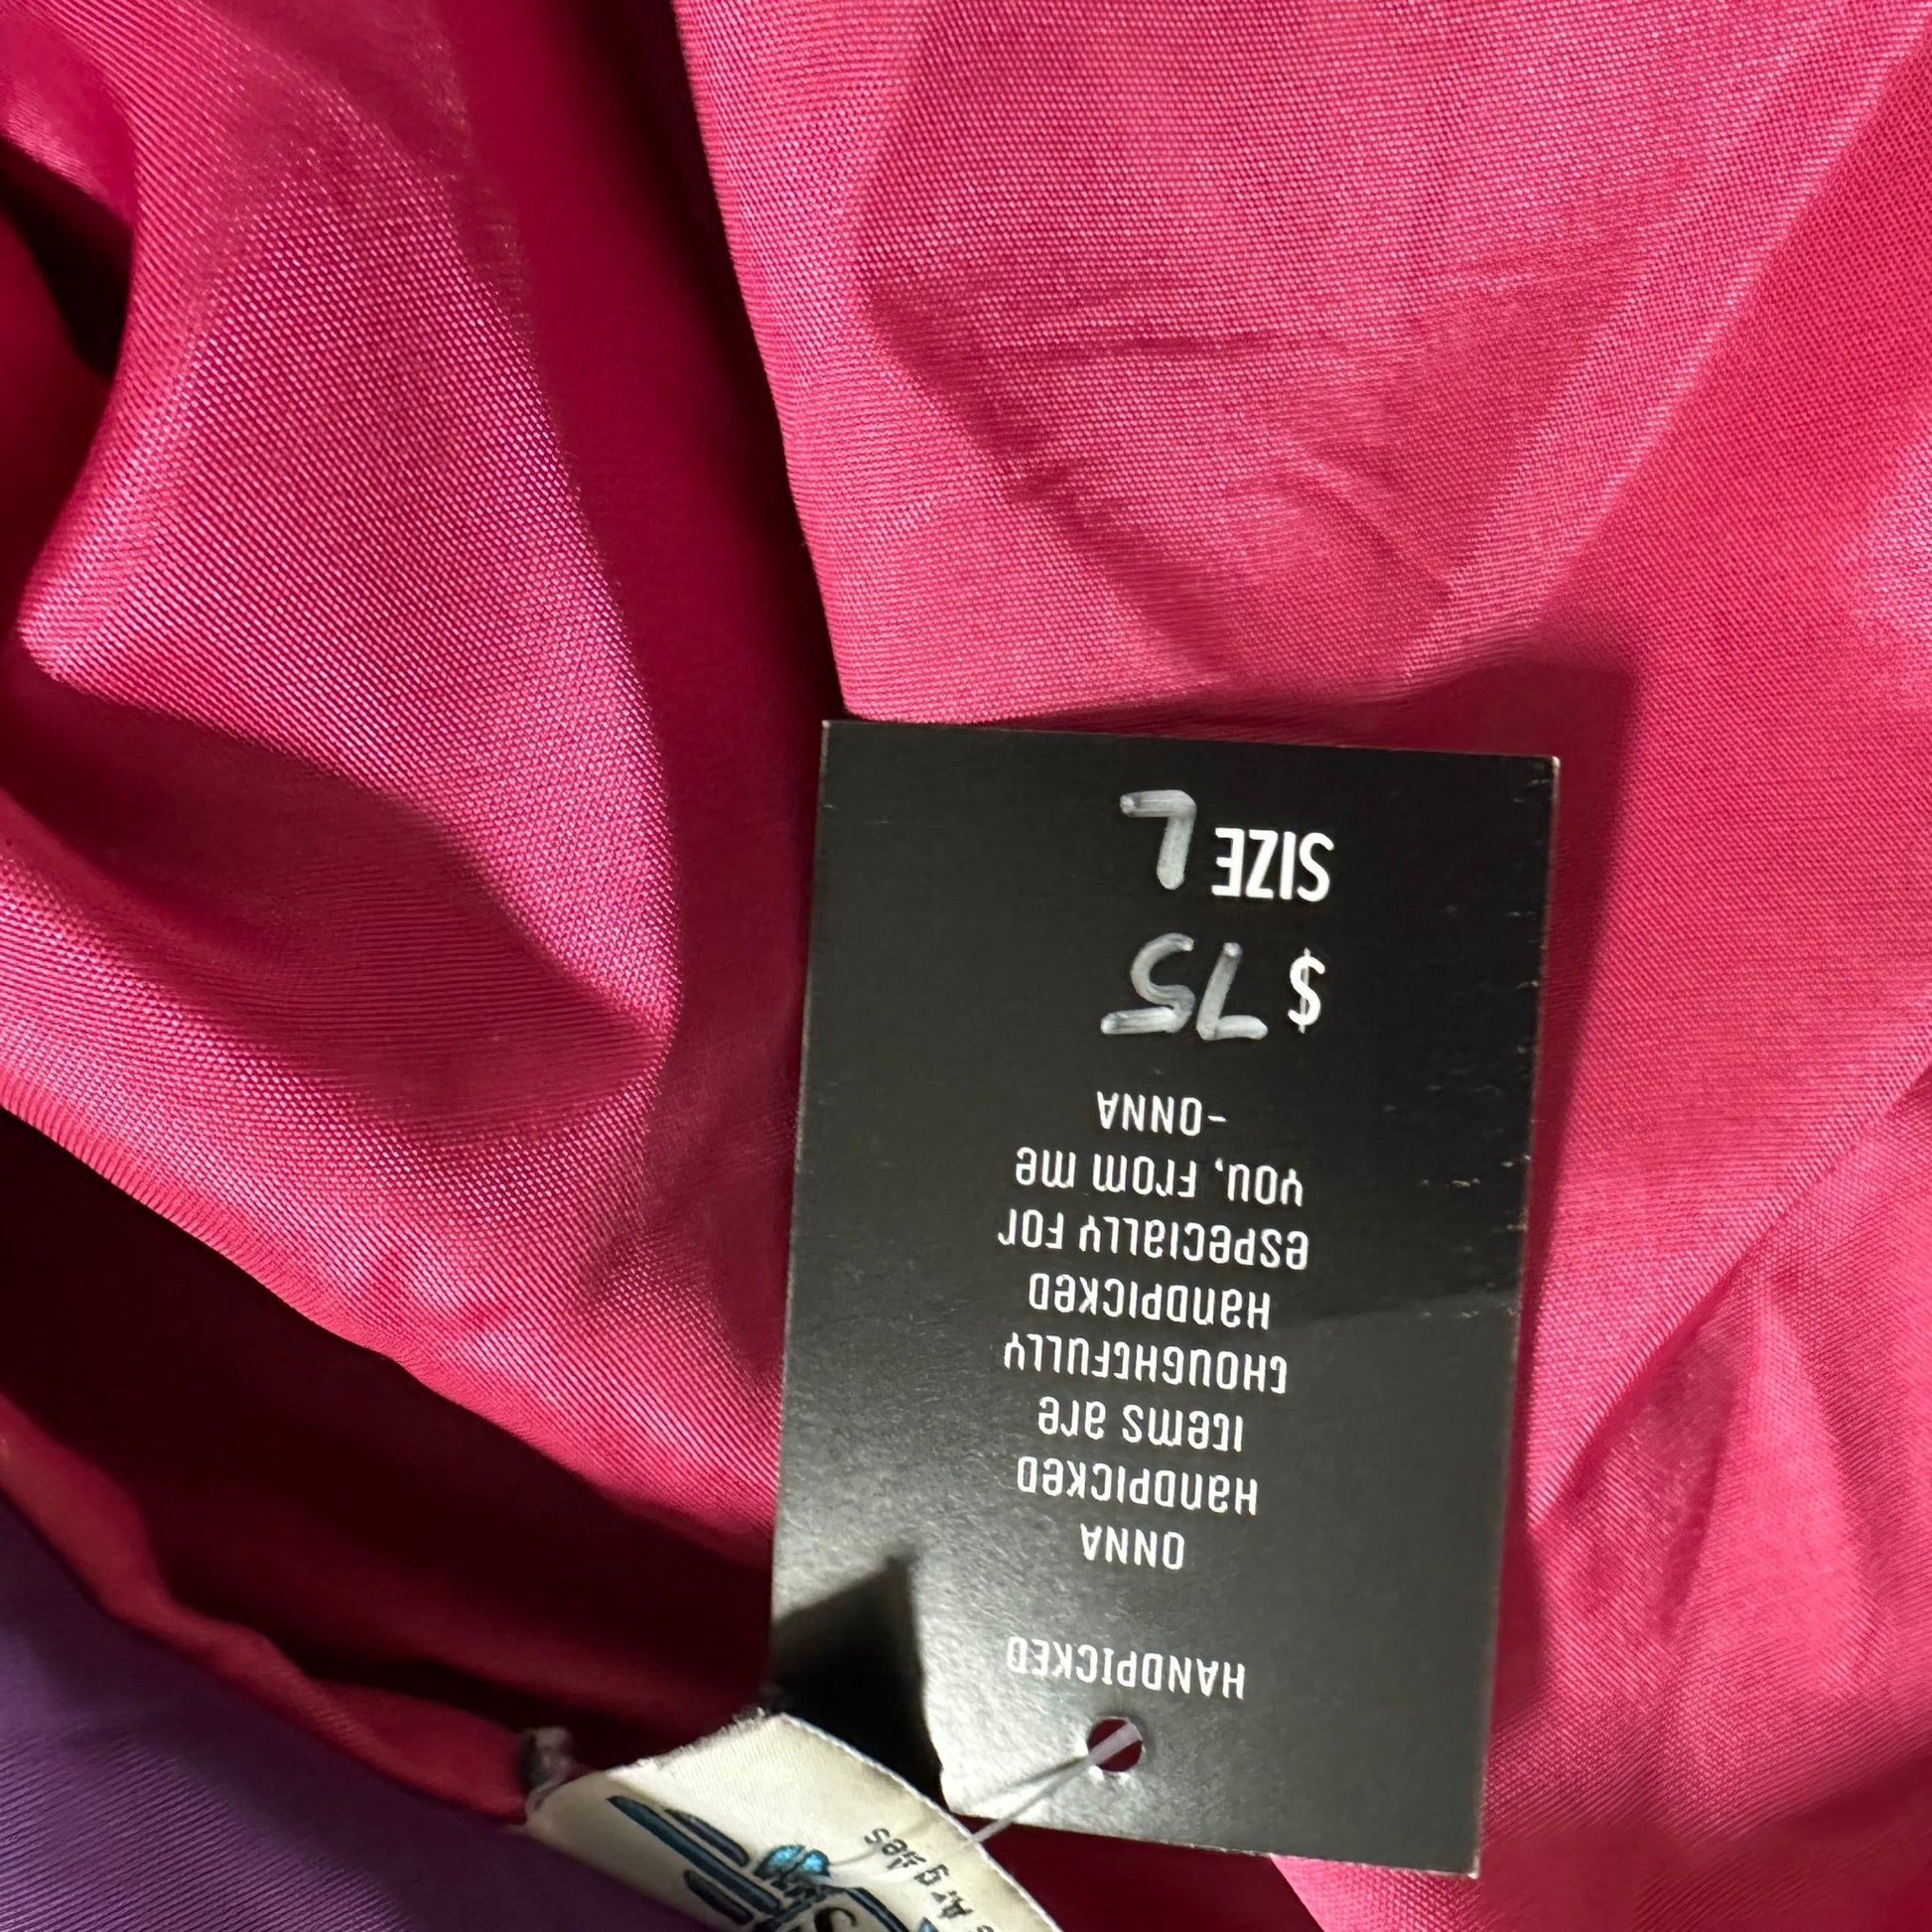 HANDPICKED
ONNA
HANDPICKED
ITEMS ARE
THOUGHTFULLY
HANDPICKED
ESPECIALLY FOR
YOU, FROM ME
-ONNA
$ 75
SIZE L